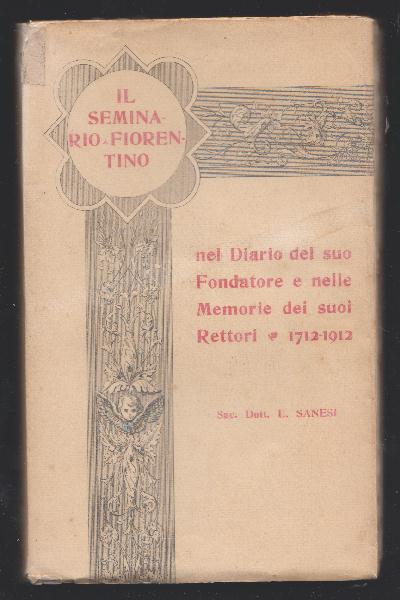 IL
SEMINA-
RIO-FIOREN-
TINO
nel Diario del suo
Fondatore e nelle
Memorie dei suoi
Rettori 1712-1912
Sac. Dott. E. SANESI